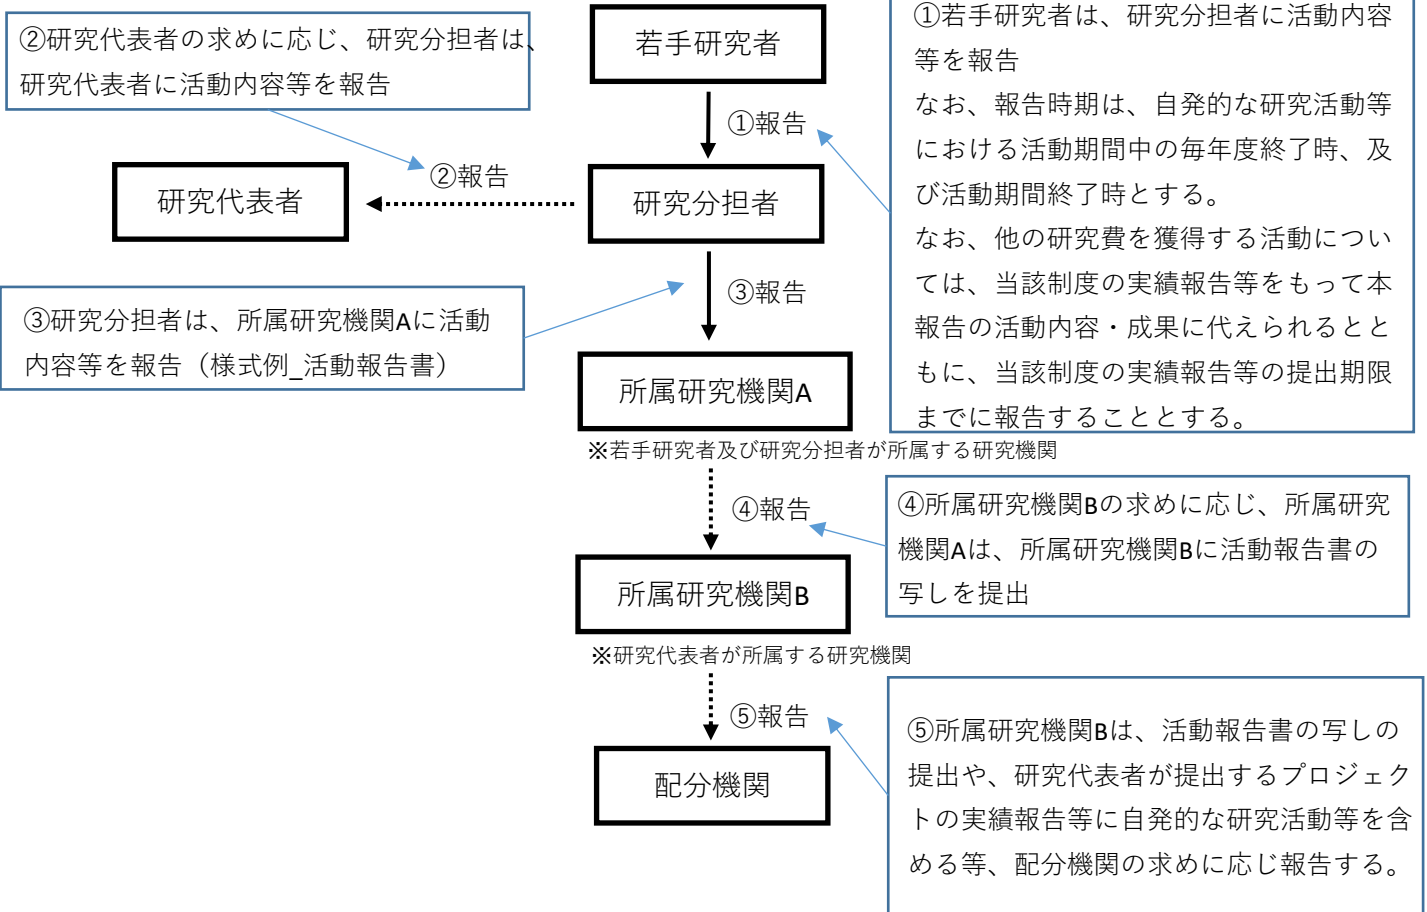 ②研究代表者の求めに応じ、研究分担者は、
研究代表者に活動内容等を報告
若手研究者
①若手研究者は、研究分担者に活動内容
等を報告
なお、報告時期は、自発的な研究活動等
における活動期間中の毎年度終了時、及
び活動期間終了時とする。
なお、他の研究費を獲得する活動につい
ては、当該制度の実績報告等をもって本
報告の活動内容・成果に代えられるとと
もに、当該制度の実績報告等の提出期限
までに報告することとする。
①報告
②報告
研究代表者
研究分担者
③報告
③研究分担者は、所属研究機関Aに活動
内容等を報告（様式例_活動報告書）
所属研究機関A
※若手研究者及び研究分担者が所属する研究機関
④報告
④所属研究機関Bの求めに応じ、所属研究
機関Aは、所属研究機関Bに活動報告書の
写しを提出
所属研究機関B
※研究代表者が所属する研究機関
⑤報告
⑤所属研究機関Bは、活動報告書の写しの
提出や、研究代表者が提出するプロジェク
トの実績報告等に自発的な研究活動等を含
める等、配分機関の求めに応じ報告する。
配分機関